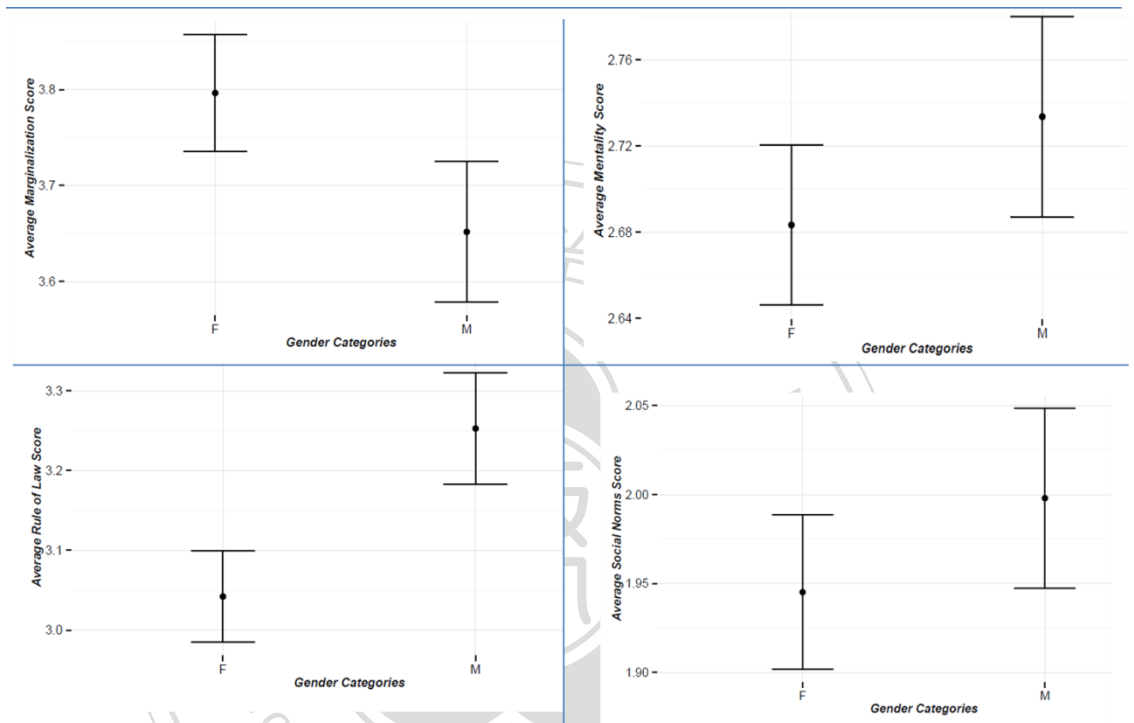 Average Marginalization Score
3.8
3.7
3.6
F
M
Gender Categories
Average Mentality Score
2.76
2.72
2.68
2.64
F
M
Gender Categories
Average Rule of Law Score
3.3
3.2
3.1
3.0
F
M
Gender Categories
Average Social Norms Score
2.05
2.00
1.95
1.90
F
M
Gender Categories